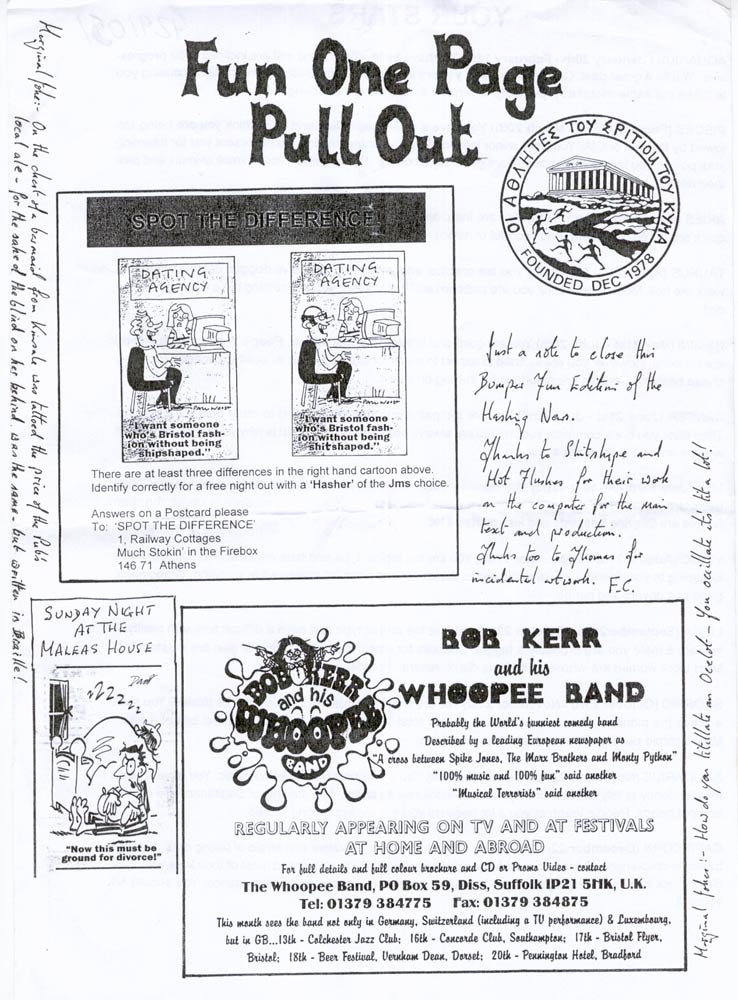 Fun One Page
Pull Out
Marginal Joke:- On the chest of a barmaid from Kinsale was tattooed the price of the Pub's
local ale - for the sake of the blind on her behind, was the same - but written in Braille!
ΟΙ ΑΘΛΗΤΕΣ ΤΟΥ ΣΠΙΤΙΟΥ ΤΟΥ ΚΥΜΑ
FOUNDED DEC 1978
SPOT THE DIFFERENCE!
DATING
AGENCY
"I want someone
who's Bristol fash-
ion without being
shipshaped."
DATING
AGENCY
"I want someone
who's Bristol fash-
ion without being
shitshaped."
There are at least three differences in the right hand cartoon above.
Identify correctly for a free night out with a 'Hasher' of the Jms choice.
Answers on a Postcard please
To: 'SPOT THE DIFFERENCE'
1, Railway Cottages
Much Stokin' in the Firebox
146 71 Athens
Just a note to close this
Bumper Fun Edition of the
Hashing News.
Thanks to Shitshape and
Hot Flushes for their work
on the computer for the main
text and production.
Thanks too to Thomas for
incidental artwork. F.C.
SUNDAY NIGHT
AT THE
MALEAS HOUSE
zzzz..
"Now this must be
ground for divorce!"
BOB KERR
and his
WHOOPEE
BAND
BOB KERR
and his
WHOOPEE BAND
Probably the World's funniest comedy band
Described by a leading European newspaper as
"A cross between Spike Jones, The Marx Brothers and Monty Python"
"100% music and 100% fun" said another
"Musical Terrorists" said another
REGULARLY APPEARING ON TV AND AT FESTIVALS
AT HOME AND ABROAD
For full details and full colour brochure and CD or Promo Video - contact
The Whoopee Band, PO Box 59, Diss, Suffolk IP21 5HK, U.K.
Tel: 01379 384775 Fax: 01379 384875
This month sees the band not only in Germany, Switzerland (including a TV performance) & Luxembourg,
but in GB...13th - Colchester Jazz Club; 16th - Concorde Club, Southampton; 17th - Bristol Flyer,
Bristol; 18th - Beer Festival, Vernham Dean, Dorset; 20th - Pennington Hotel, Bradford
Marginal Joke:- How do you titillate an Ocelot - You occillate its tit a lot!